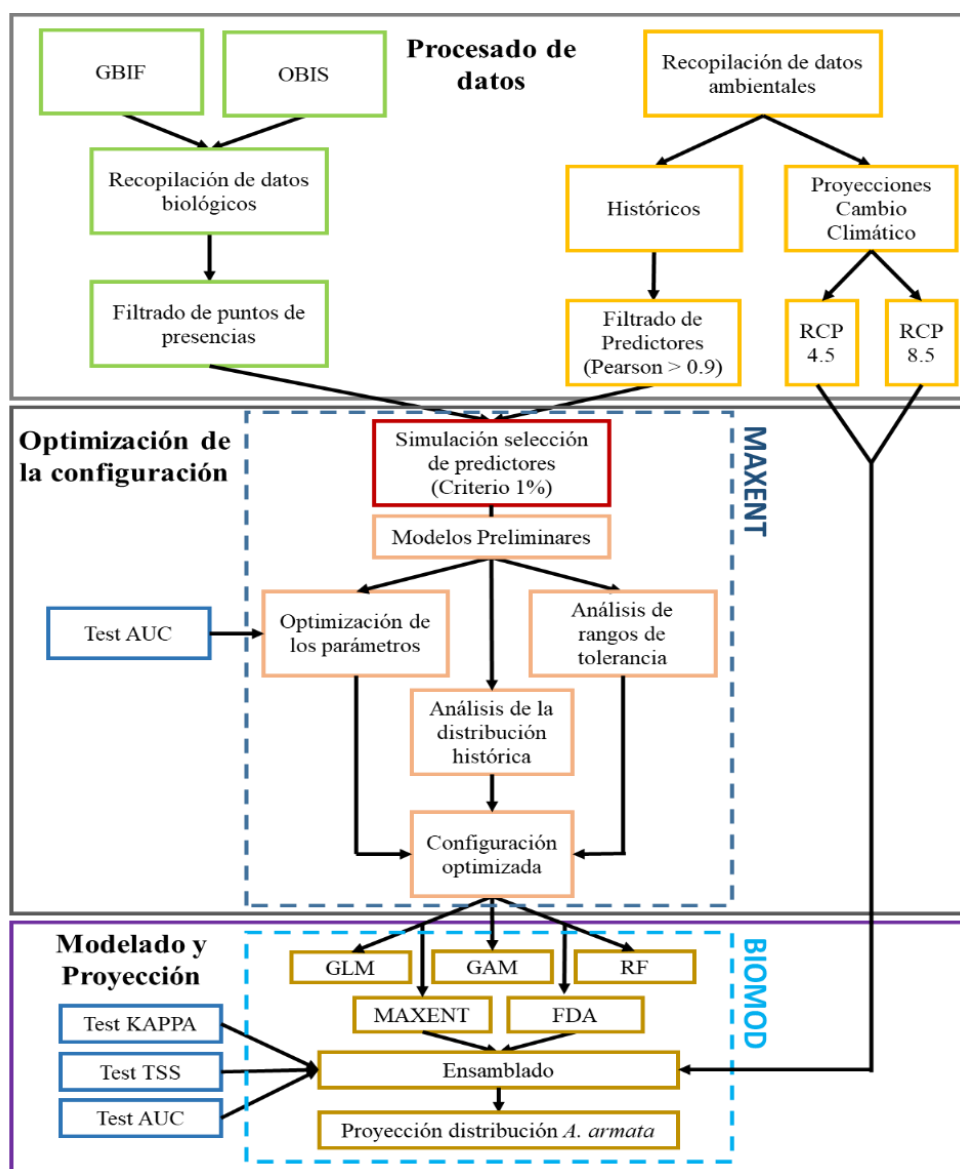 Procesado de
datos
GBIF
OBIS
Recopilación de datos
ambientales
Recopilación de datos
biológicos
Históricos
Proyecciones
Cambio
Climático
Filtrado de puntos de
presencias
Filtrado de
Predictores
(Pearson > 0.9)
RCP
4.5
RCP
8.5
Optimización de
la configuración
MAXENT
Simulación selección
de predictores
(Criterio 1%)
Modelos Preliminares
Test AUC
Optimización de
los parámetros
Análisis de
rangos de
tolerancia
Análisis de la
distribución
histórica
Configuración
optimizada
Modelado y
Proyección
BIOMOD
GLM
GAM
RF
MAXENT
FDA
Test KAPPA
Test TSS
Test AUC
Ensamblado
Proyección distribución A. armata